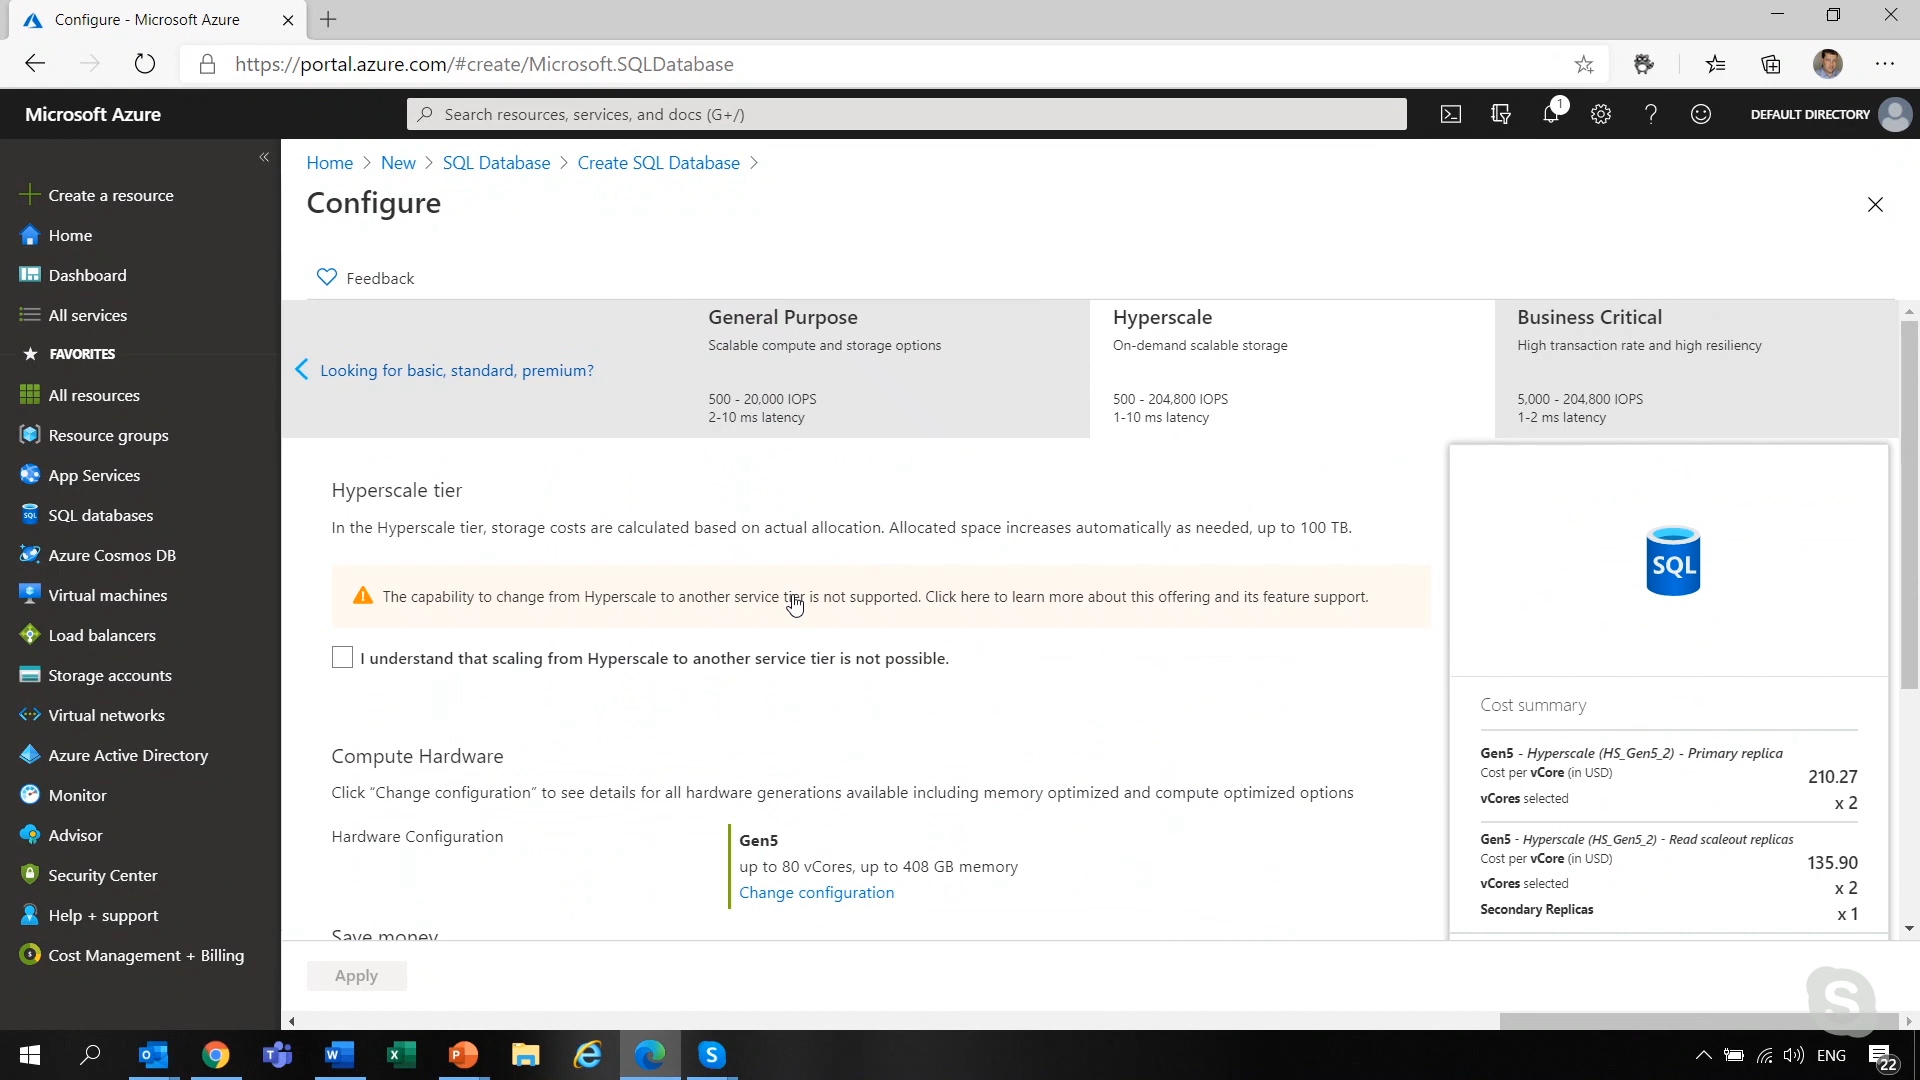 Configure - Microsoft Azure
https://portal.azure.com/#create/Microsoft.SQLDatabase
Microsoft Azure
Search resources, services, and docs (G+/)
1
DEFAULT DIRECTORY
Create a resource
Home
Dashboard
All services
FAVORITES
All resources
Resource groups
App Services
SQL databases
Azure Cosmos DB
Virtual machines
Load balancers
Storage accounts
Virtual networks
Azure Active Directory
Monitor
Advisor
Security Center
Help + support
Cost Management + Billing
Home > New > SQL Database > Create SQL Database >
Configure
Feedback
Looking for basic, standard, premium?
General Purpose
Scalable compute and storage options
500 - 20,000 IOPS
2-10 ms latency
Hyperscale
On-demand scalable storage
500 - 204,800 IOPS
1-10 ms latency
Business Critical
High transaction rate and high resiliency
5,000 - 204,800 IOPS
1-2 ms latency
Hyperscale tier
In the Hyperscale tier, storage costs are calculated based on actual allocation. Allocated space increases automatically as needed, up to 100 TB.
The capability to change from Hyperscale to another service tier is not supported. Click here to learn more about this offering and its feature support.
I understand that scaling from Hyperscale to another service tier is not possible.
Compute Hardware
Click "Change configuration" to see details for all hardware generations available including memory optimized and compute optimized options
Hardware Configuration
Gen5
up to 80 vCores, up to 408 GB memory
Change configuration
Save money
Apply
SQL
Cost summary
Gen5 - Hyperscale (HS_Gen5_2) - Primary replica
Cost per vCore (in USD) 210.27
vCores selected x 2
Gen5 - Hyperscale (HS_Gen5_2) - Read scaleout replicas
Cost per vCore (in USD) 135.90
vCores selected x 2
Secondary Replicas x 1
ENG
22